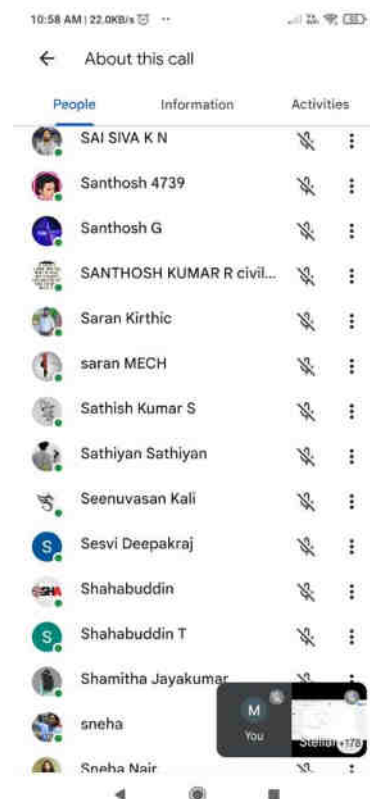 10:58 AM | 22.0KB/s
About this call
People Information Activities
SAI SIVA K N
Santhosh 4739
Santhosh G
SANTHOSH KUMAR R civil...
Saran Kirthic
saran MECH
Sathish Kumar S
Sathiyan Sathiyan
Seenuvasan Kali
S Sesvi Deepakraj
Shahabuddin
S Shahabuddin T
Shamitha Jayakumar
M
sneha
You
+178
Sneha Nair